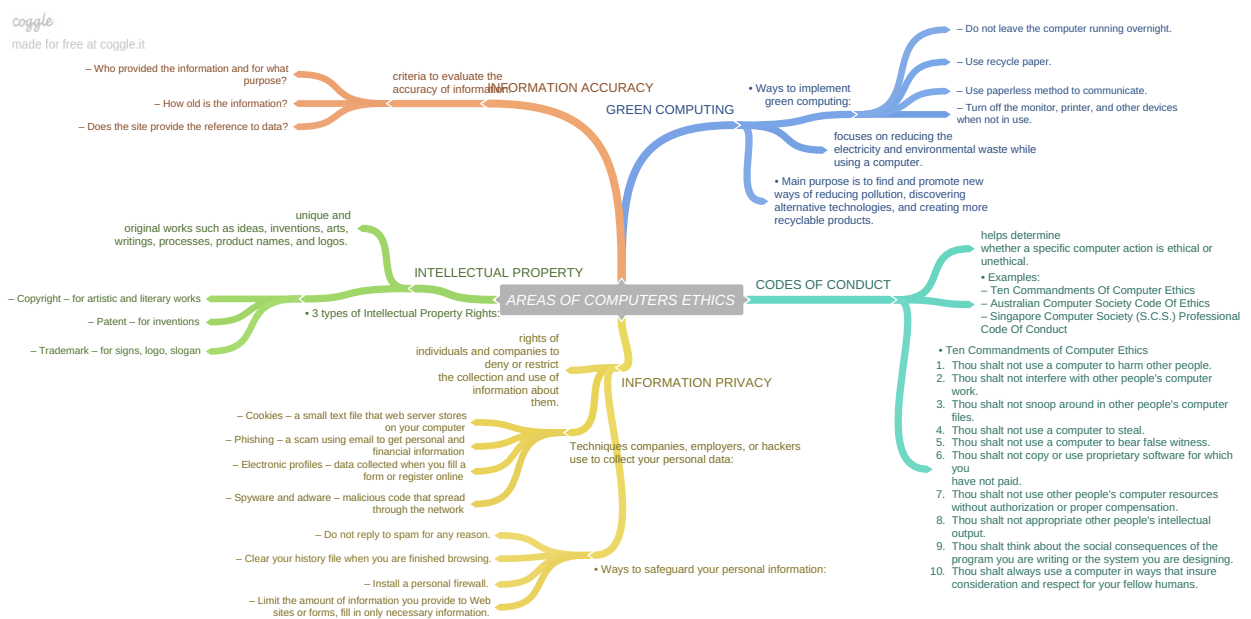 coggle
made for free at coggle.it
– Who provided the information and for what
purpose?
– How old is the information?
– Does the site provide the reference to data?
criteria to evaluate the
accuracy of information:
INFORMATION ACCURACY
GREEN COMPUTING
• Ways to implement
green computing:
– Do not leave the computer running overnight.
– Use recycle paper.
– Use paperless method to communicate.
– Turn off the monitor, printer, and other devices
when not in use.
focuses on reducing the
electricity and environmental waste while
using a computer.
• Main purpose is to find and promote new
ways of reducing pollution, discovering
alternative technologies, and creating more
recyclable products.
unique and
original works such as ideas, inventions, arts,
writings, processes, product names, and logos.
INTELLECTUAL PROPERTY
– Copyright – for artistic and literary works
– Patent – for inventions
– Trademark – for signs, logo, slogan
• 3 types of Intellectual Property Rights:
AREAS OF COMPUTERS ETHICS
CODES OF CONDUCT
helps determine
whether a specific computer action is ethical or
unethical.
• Examples:
– Ten Commandments Of Computer Ethics
– Australian Computer Society Code Of Ethics
– Singapore Computer Society (S.C.S.) Professional
Code Of Conduct
• Ten Commandments of Computer Ethics
1. Thou shalt not use a computer to harm other people.
2. Thou shalt not interfere with other people's computer
work.
3. Thou shalt not snoop around in other people's computer
files.
4. Thou shalt not use a computer to steal.
5. Thou shalt not use a computer to bear false witness.
6. Thou shalt not copy or use proprietary software for which
you
have not paid.
7. Thou shalt not use other people's computer resources
without authorization or proper compensation.
8. Thou shalt not appropriate other people's intellectual
output.
9. Thou shalt think about the social consequences of the
program you are writing or the system you are designing.
10. Thou shalt always use a computer in ways that insure
consideration and respect for your fellow humans.
rights of
individuals and companies to
deny or restrict
the collection and use of
information about
them.
INFORMATION PRIVACY
– Cookies – a small text file that web server stores
on your computer
– Phishing – a scam using email to get personal and
financial information
– Electronic profiles – data collected when you fill a
form or register online
– Spyware and adware – malicious code that spread
through the network
Techniques companies, employers, or hackers
use to collect your personal data:
– Do not reply to spam for any reason.
– Clear your history file when you are finished browsing.
– Install a personal firewall.
– Limit the amount of information you provide to Web
sites or forms, fill in only necessary information.
• Ways to safeguard your personal information: